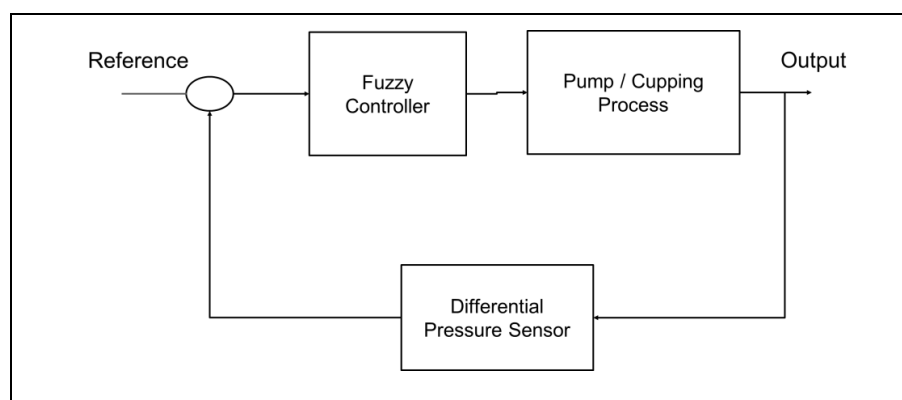 Reference
Fuzzy
Controller
Pump / Cupping
Process
Output
Differential
Pressure Sensor